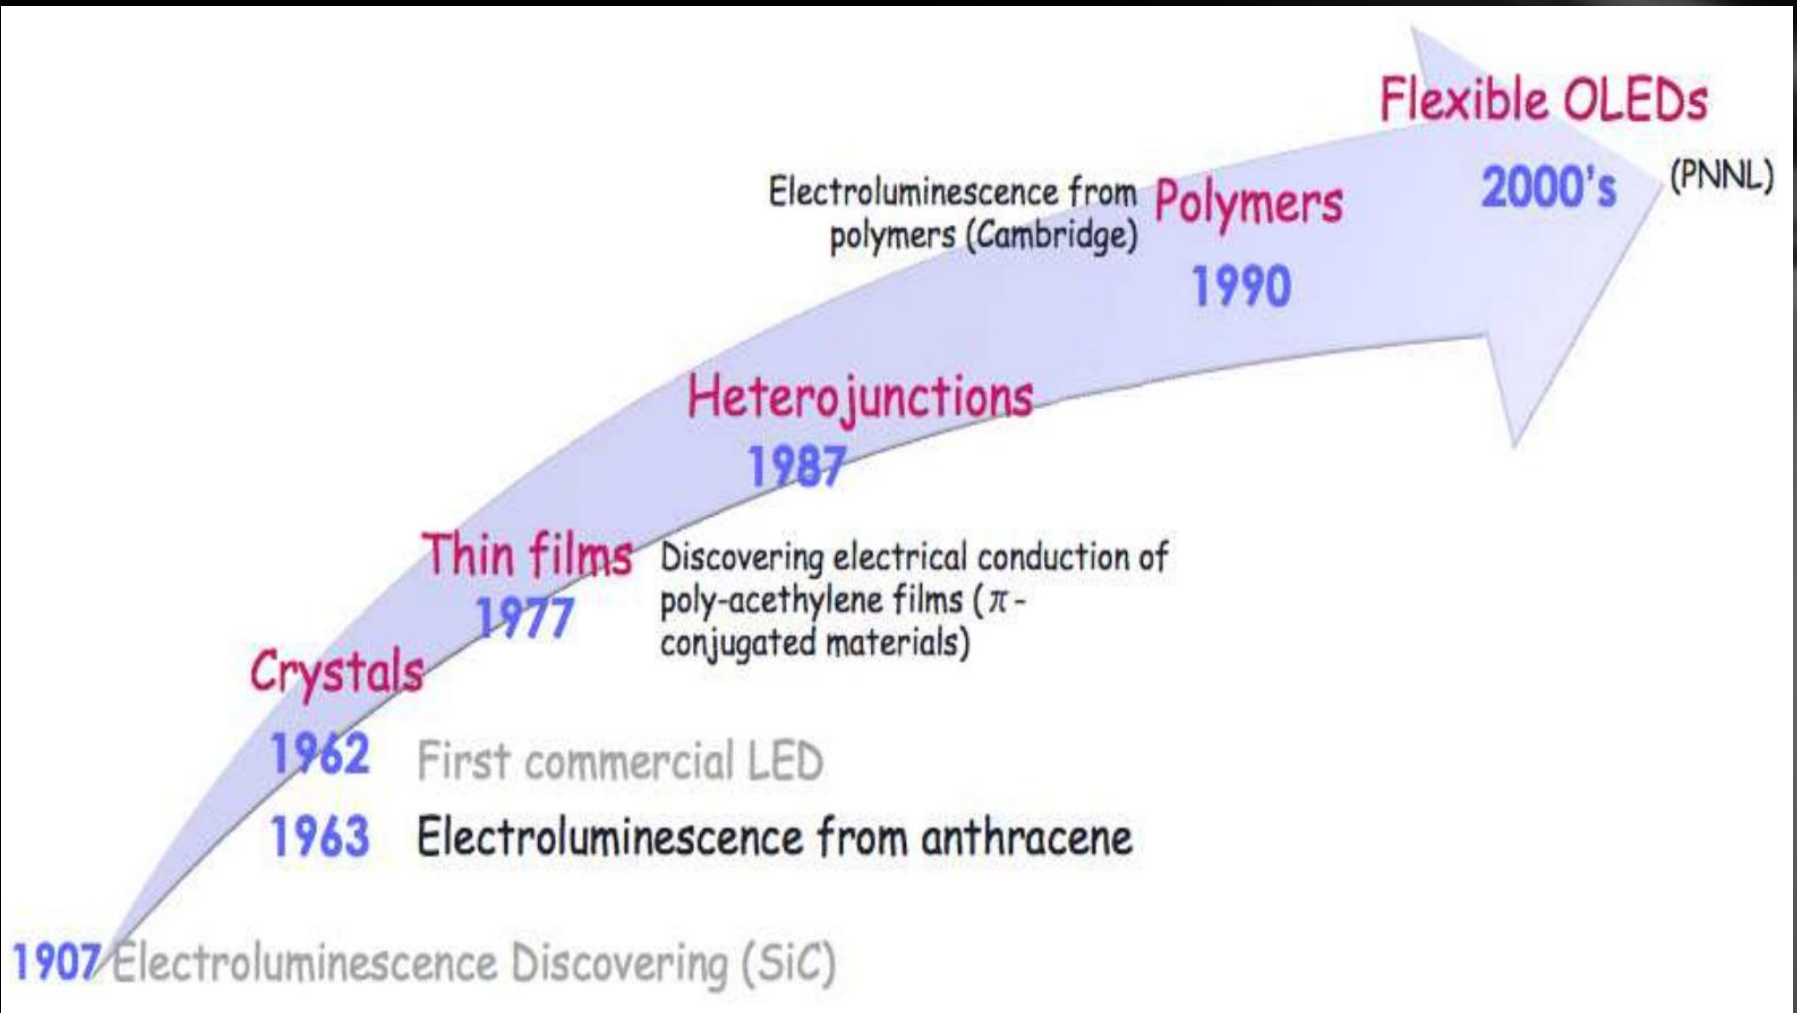 Flexible OLEDs
2000's (PNNL)
Electroluminescence from
polymers (Cambridge)
Polymers
1990
Heterojunctions
1987
Thin films
1977
Discovering electrical conduction of
poly-acethylene films (π -
conjugated materials)
Crystals
1962 First commercial LED
1963 Electroluminescence from anthracene
1907 Electroluminescence Discovering (SiC)